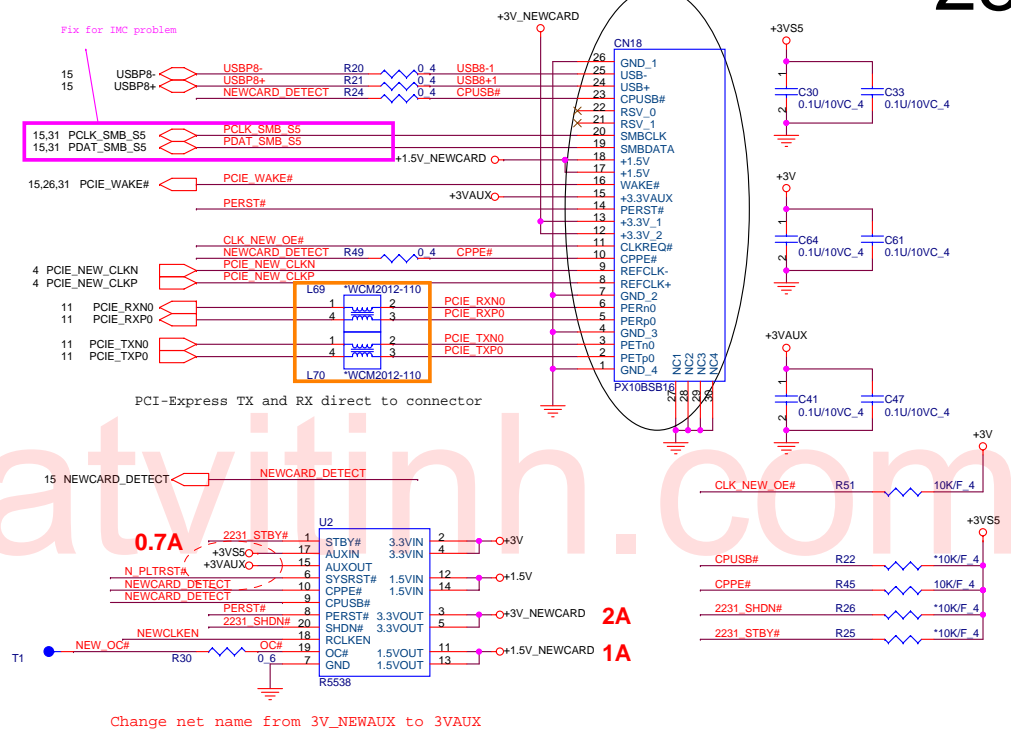 +3V_NEWCARD
Fix for IMC problem
CN18
+3VS5
15 USBP8- USBP8- R20 0_4 USB8-1 25 USB-
15 USBP8+ USBP8+ R21 0_4 USB8+1 24 USB+
NEWCARD_DETECT R24 0_4 CPUSB# 23 CPUSB#
26 GND_1
22 RSV_0
21 RSV_1
15,31 PCLK_SMB_S5 PCLK_SMB_S5 20 SMBCLK
15,31 PDAT_SMB_S5 PDAT_SMB_S5 19 SMBDATA
+1.5V_NEWCARD 18 +1.5V
17 +1.5V
15,26,31 PCIE_WAKE# PCIE_WAKE# 16 WAKE#
+3VAUX 15 +3.3VAUX
PERST# 14 PERST#
13 +3.3V_1
12 +3.3V_2
CLK_NEW_OE# 11 CLKREQ#
NEWCARD_DETECT R49 0_4 CPPE# 10 CPPE#
4 PCIE_NEW_CLKN PCIE_NEW_CLKN 9 REFCLK-
4 PCIE_NEW_CLKP PCIE_NEW_CLKP 8 REFCLK+
7 GND_2
L69 *WCM2012-110
11 PCIE_RXN0 1 2 PCIE_RXN0 6 PERn0
11 PCIE_RXP0 4 3 PCIE_RXP0 5 PERp0
4 GND_3
11 PCIE_TXN0 1 2 PCIE_TXN0 3 PETn0
11 PCIE_TXP0 4 3 PCIE_TXP0 2 PETp0
1 GND_4
L70 *WCM2012-110
NC1 NC2 NC3 NC4
PX10BSB16
27 28 29 30
PCI-Express TX and RX direct to connector
1 2 C30 0.1U/10VC_4
C33 0.1U/10VC_4
+3V
1 2 C64 0.1U/10VC_4
C61 0.1U/10VC_4
+3VAUX
1 2 C41 0.1U/10VC_4
C47 0.1U/10VC_4
atvitinh.com
15 NEWCARD_DETECT NEWCARD_DETECT
U2
0.7A
2231_STBY# 1 STBY#
+3VS5 17 AUXIN
+3VAUX 15 AUXOUT
N_PLTRST# 6 SYSRST#
NEWCARD_DETECT 10 CPPE#
NEWCARD_DETECT 9 CPUSB#
PERST# 8 PERST#
2231_SHDN# 20 SHDN#
NEWCLKEN 18 RCLKEN
T1 NEW_OC# R30 0_6 OC# 19 OC#
7 GND
3.3VIN 2 +3V
3.3VIN 4
1.5VIN 12 +1.5V
1.5VIN 14
3.3VOUT 3 +3V_NEWCARD 2A
3.3VOUT 5
1.5VOUT 11 +1.5V_NEWCARD 1A
1.5VOUT 13
R5538
+3V
CLK_NEW_OE# R51 10K/F_4
+3VS5
CPUSB# R22 *10K/F_4
CPPE# R45 10K/F_4
2231_SHDN# R26 *10K/F_4
2231_STBY# R25 *10K/F_4
Change net name from 3V_NEWAUX to 3VAUX